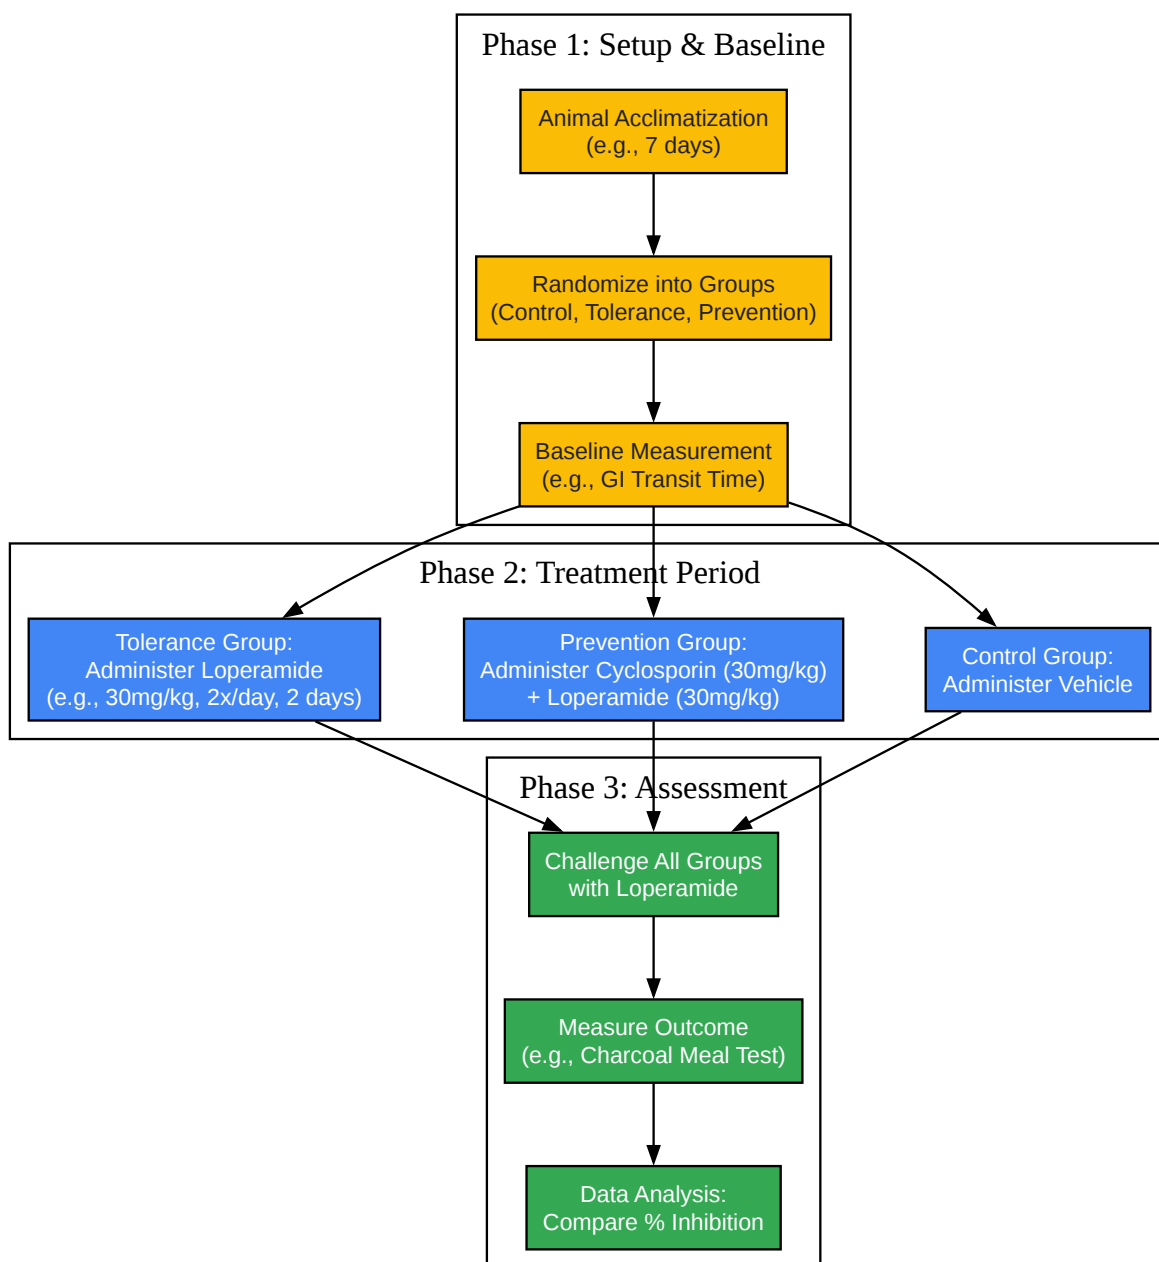 Phase 1: Setup & Baseline
Animal Acclimatization
(e.g., 7 days)
Randomize into Groups
(Control, Tolerance, Prevention)
Baseline Measurement
(e.g., GI Transit Time)
Phase 2: Treatment Period
Tolerance Group:
Administer Loperamide
(e.g., 30mg/kg, 2x/day, 2 days)
Prevention Group:
Administer Cyclosporin (30mg/kg)
+ Loperamide (30mg/kg)
Control Group:
Administer Vehicle
Phase 3: Assessment
Challenge All Groups
with Loperamide
Measure Outcome
(e.g., Charcoal Meal Test)
Data Analysis:
Compare % Inhibition